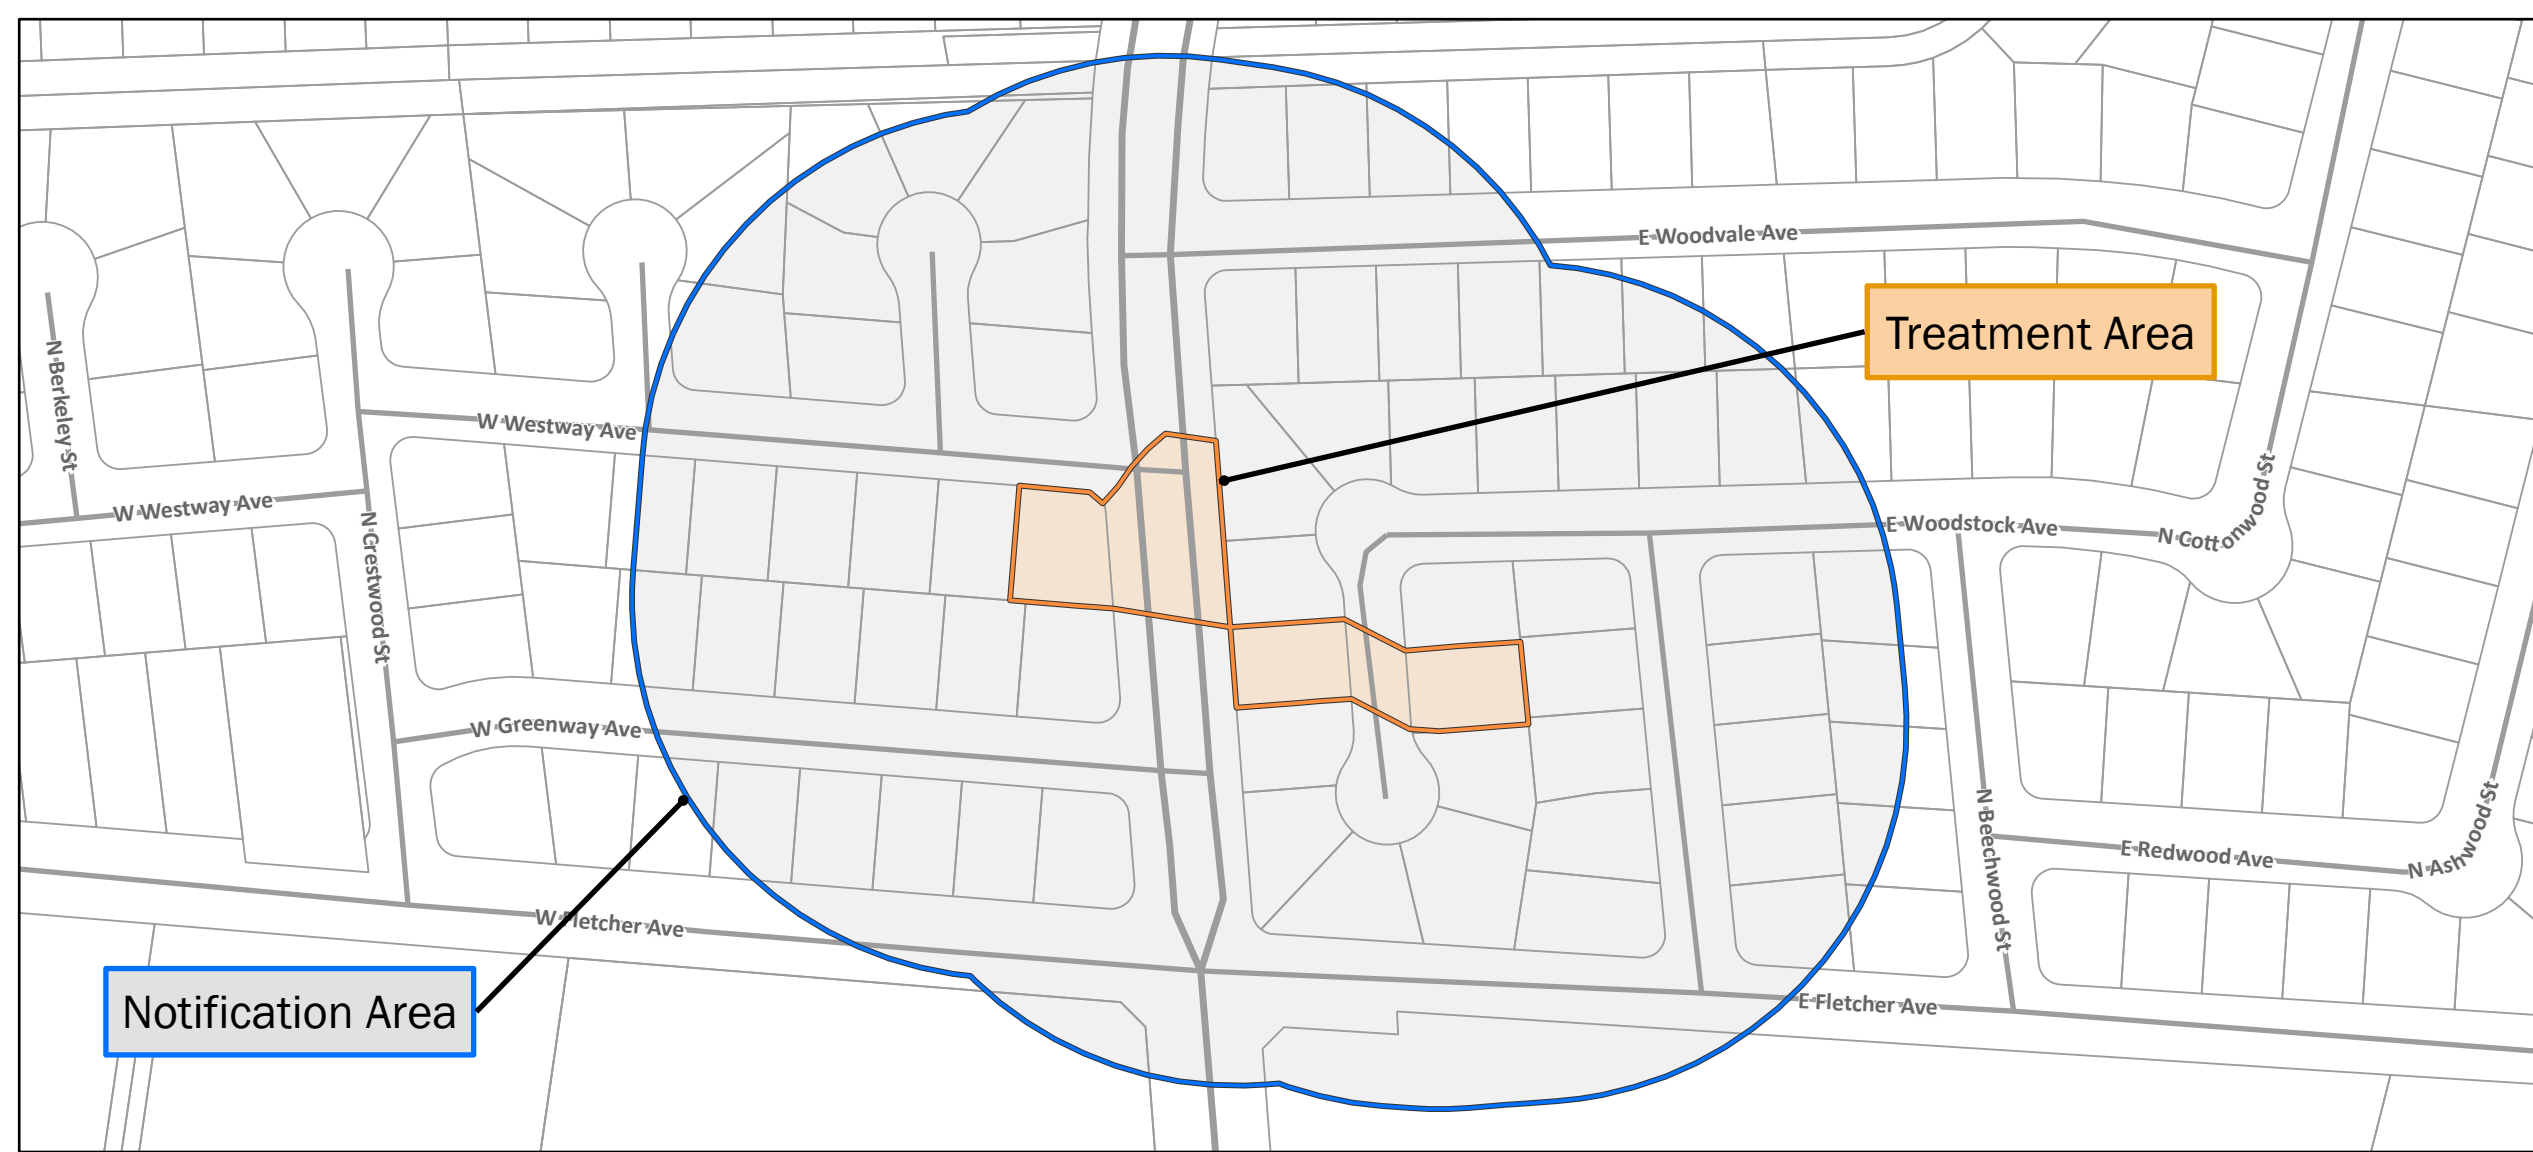 E Woodvale Ave
Treatment Area
N Berkeley St
W Westway Ave
W Westway Ave
N Crestwood St
E Woodstock Ave
N Cottonwood St
W Greenway Ave
N Beechwood St
E Redwood Ave
N Ashwood St
W Fletcher Ave
Notification Area
E Fletcher Ave